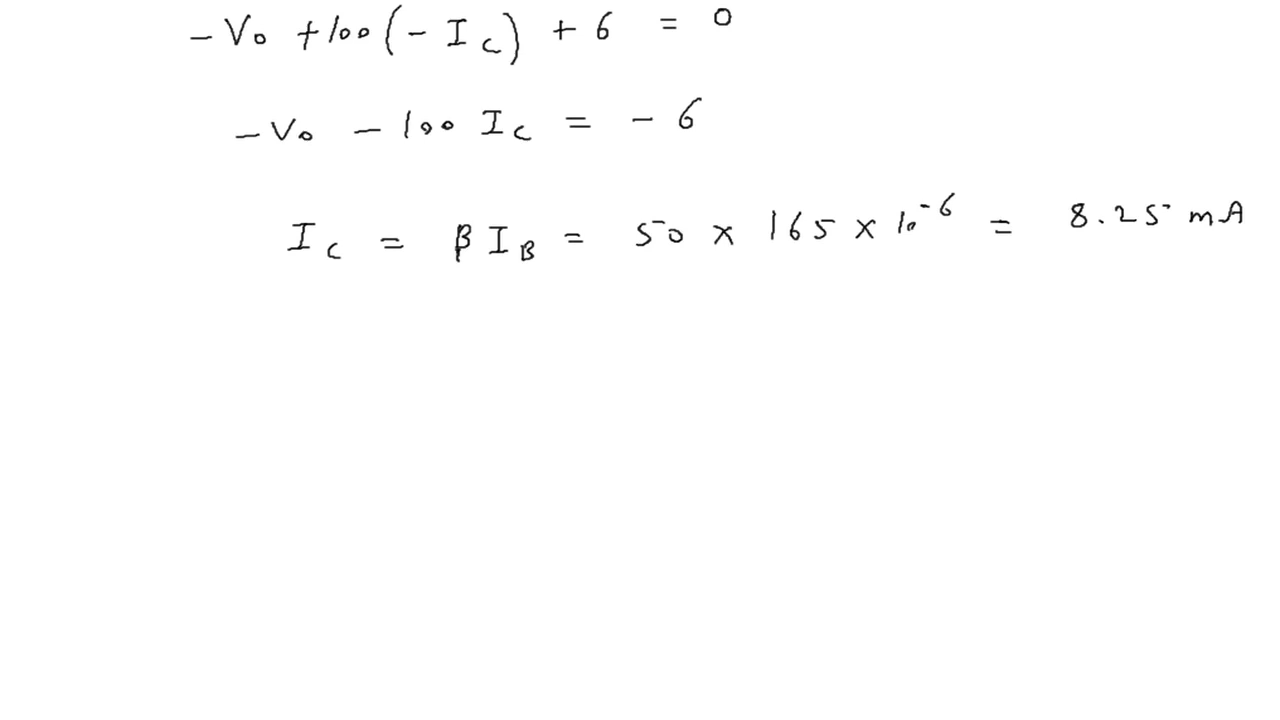 -V₀ +100(-I_C) + 6 = 0
-V₀ - 100 I_C = - 6
I_C = β I_B = 50 × 165 × 10⁻⁶ = 8.25 mA